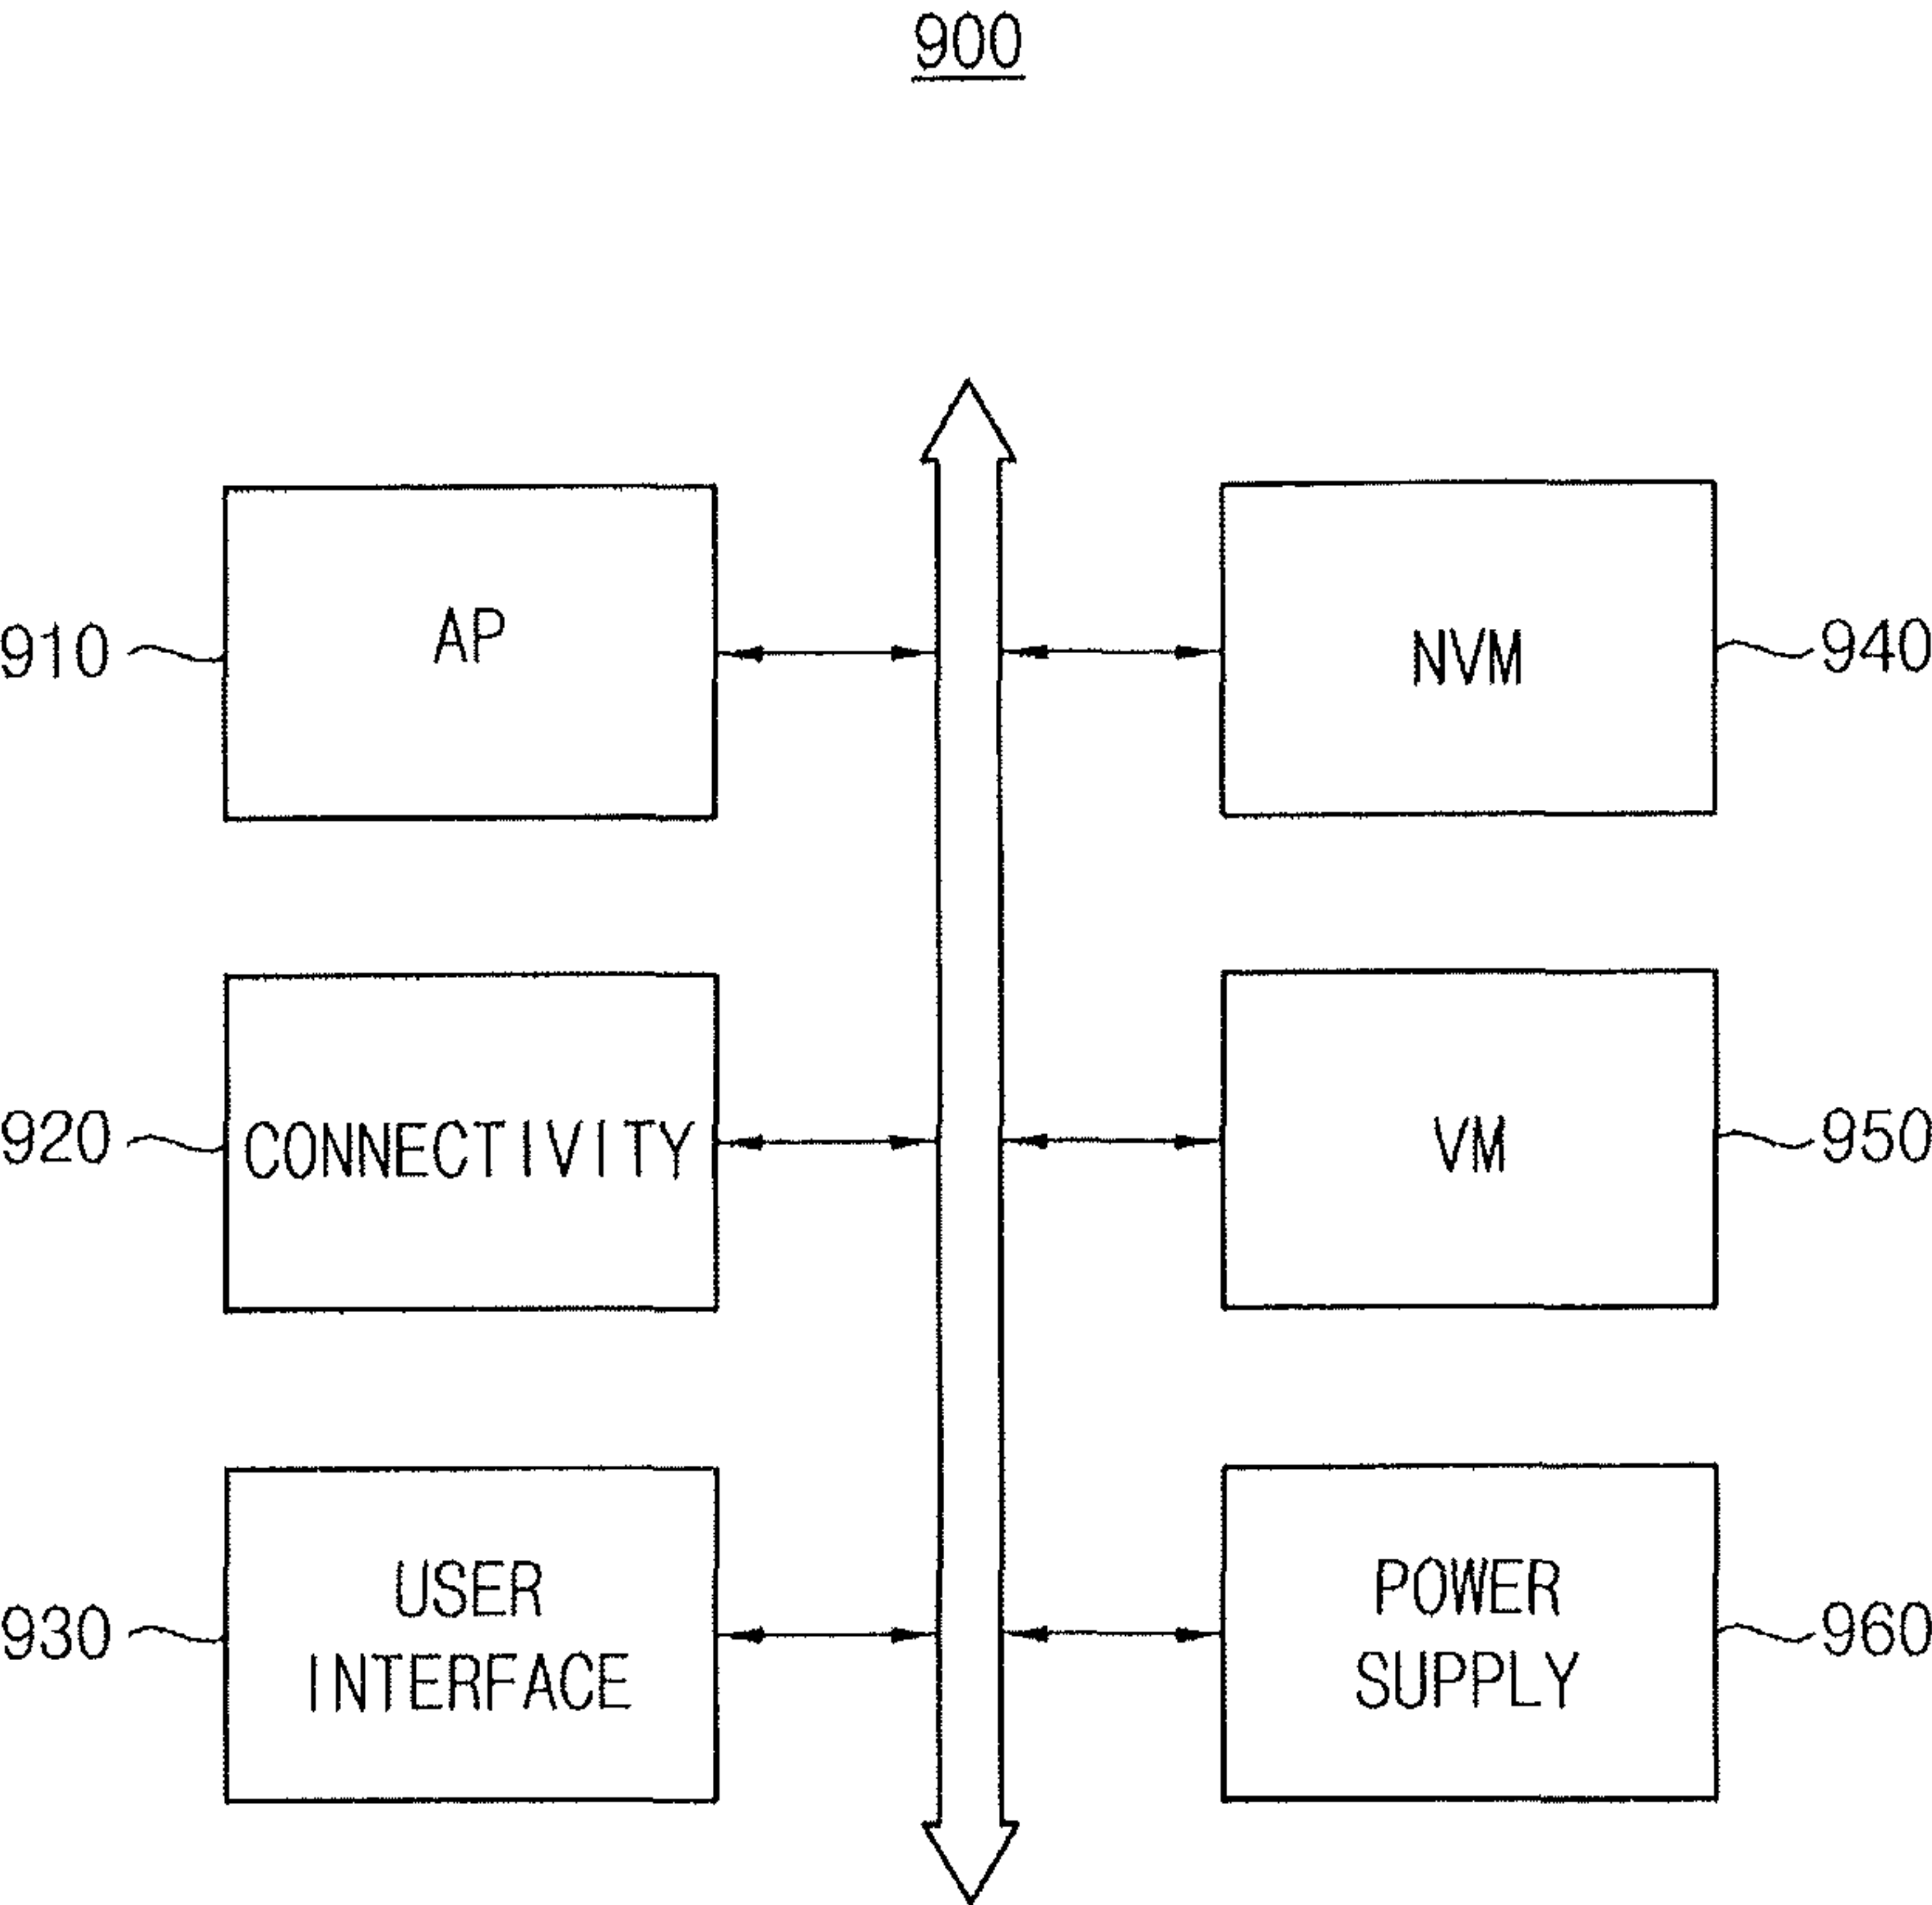 900
910
AP
NVM
940
920
CONNECTIVITY
VM
950
930
USER
INTERFACE
POWER
SUPPLY
960